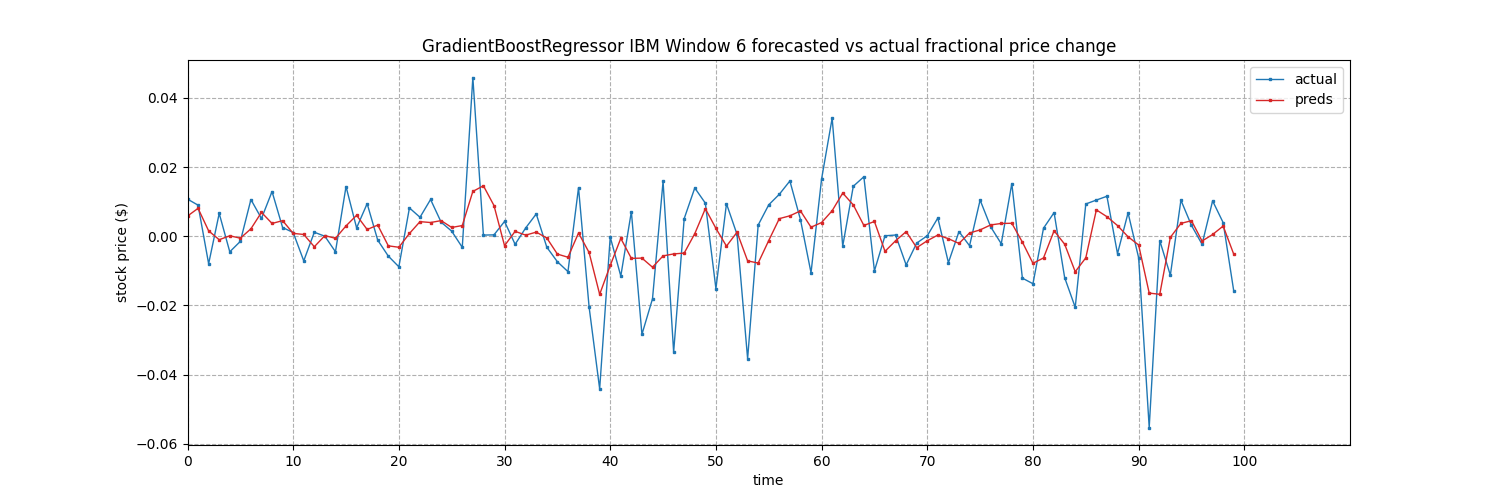 GradientBoostRegressor IBM Window 6 forecasted vs actual fractional price change
actual
preds
0.04
0.02
0.00
−0.02
−0.04
−0.06
stock price ($)
0 10 20 30 40 50 60 70 80 90 100
time